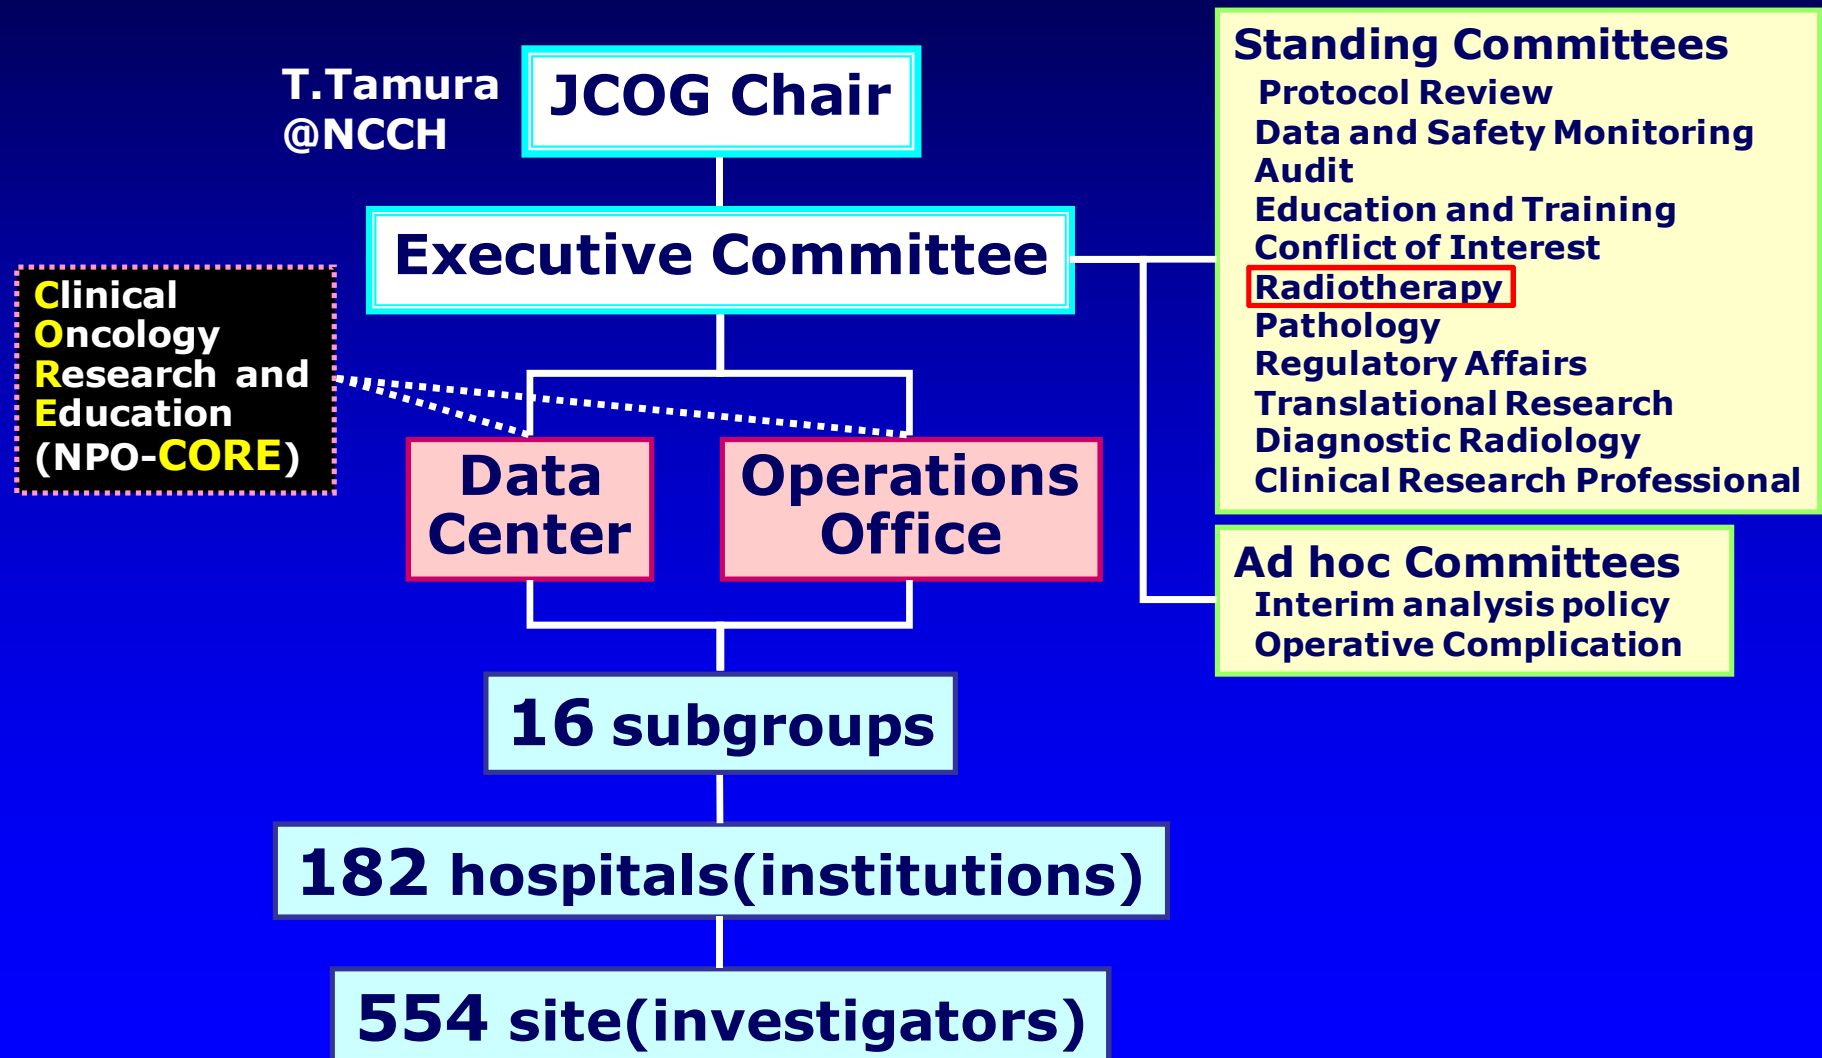 T.Tamura
@NCCH
JCOG Chair
Executive Committee
Clinical
Oncology
Research and
Education
(NPO-CORE)
Data
Center
Operations
Office
16 subgroups
182 hospitals(institutions)
554 site(investigators)
Standing Committees
Protocol Review
Data and Safety Monitoring
Audit
Education and Training
Conflict of Interest
Radiotherapy
Pathology
Regulatory Affairs
Translational Research
Diagnostic Radiology
Clinical Research Professional
Ad hoc Committees
Interim analysis policy
Operative Complication